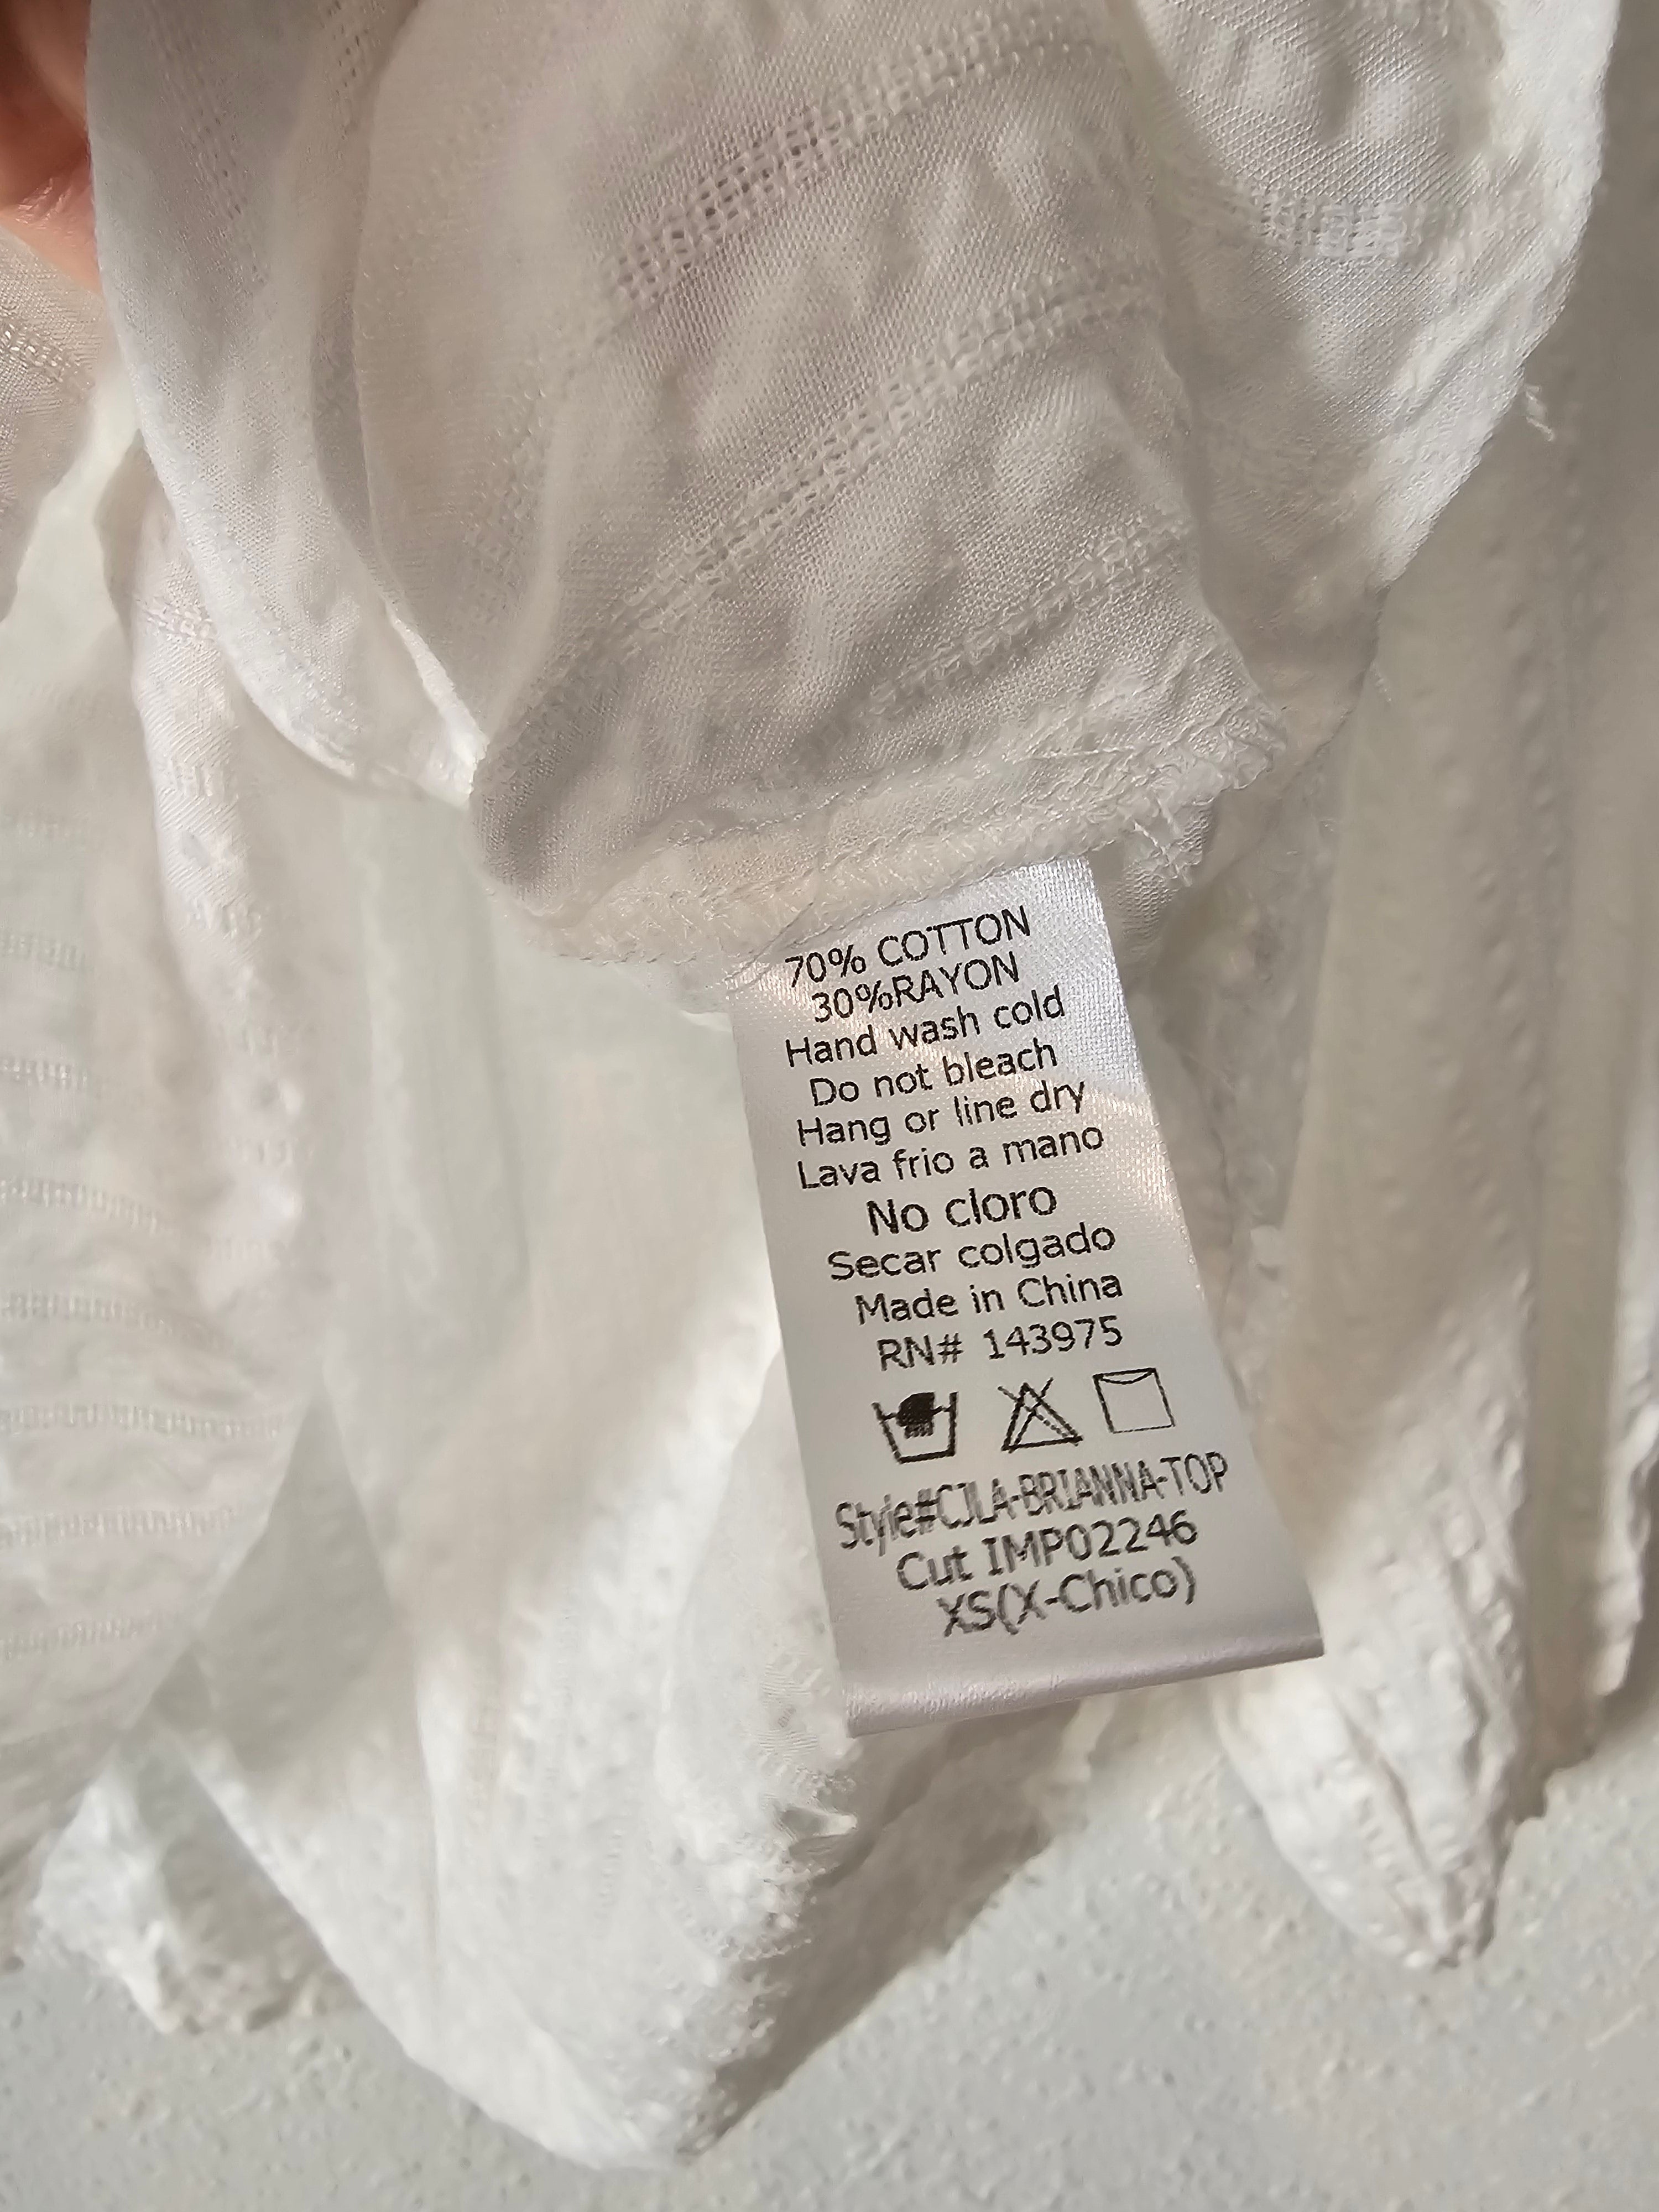 70% COTTON
30%RAYON
Hand wash cold
Do not bleach
Hang or line dry
Lava frio a mano
No cloro
Secar colgado
Made in China
RN# 143975
Style#CJLA-BRIANNA-TOP
Cut IMP02246
XS(X-Chico)